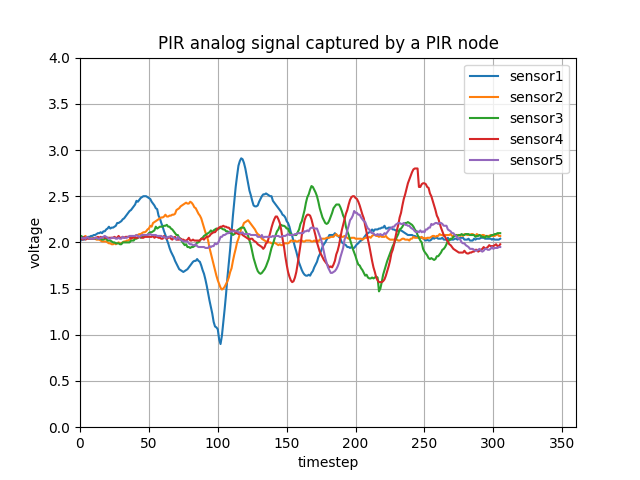 PIR analog signal captured by a PIR node
4.0
3.5
3.0
2.5
2.0
1.5
1.0
0.5
0.0
voltage
sensor1
sensor2
sensor3
sensor4
sensor5
0 50 100 150 200 250 300 350
timestep